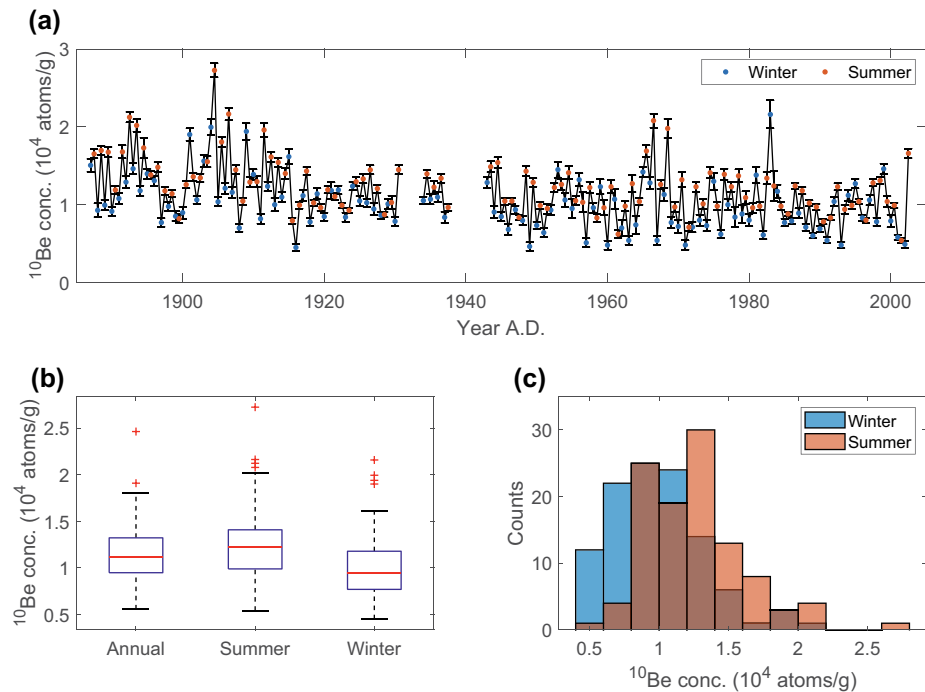 (a)
¹⁰Be conc. (10⁴ atoms/g)
3
2
1
0
Winter Summer
1900 1920 1940 1960 1980 2000
Year A.D.
(b)
¹⁰Be conc. (10⁴ atoms/g)
2.5
2
1.5
1
0.5
Annual Summer Winter
(c)
Counts
30
20
10
0
Winter
Summer
0.5 1 1.5 2 2.5
¹⁰Be conc. (10⁴ atoms/g)